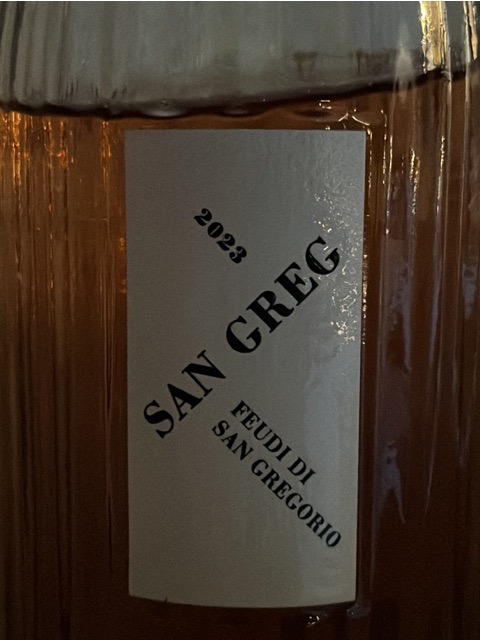 2023
SAN GREG
FEUDI DI
SAN GREGORIO